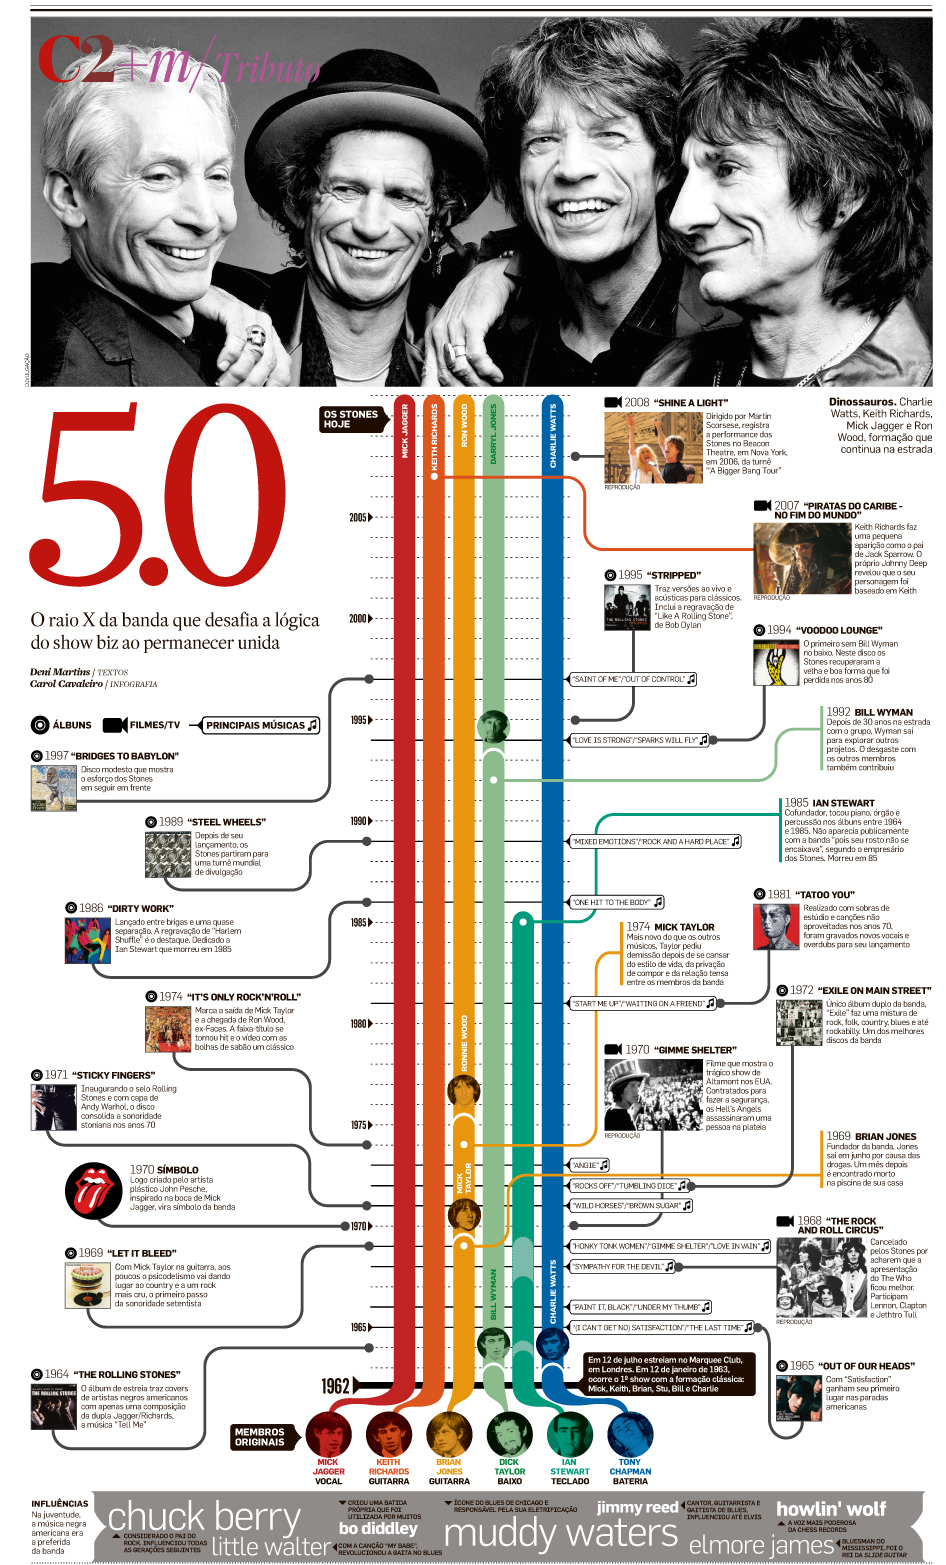 C2+m/Tributo
DIVULGAÇÃO
5.0
O raio X da banda que desafia a lógica
do show biz ao permanecer unida
Deni Martins / TEXTOS
Carol Cavaleiro / INFOGRAFIA
ÁLBUNS
FILMES/TV
PRINCIPAIS MÚSICAS
Dinossauros. Charlie
Watts, Keith Richards,
Mick Jagger e Ron
Wood, formação que
continua na estrada
OS STONES
HOJE
MICK JAGGER
KEITH RICHARDS
RON WOOD
DARRYL JONES
CHARLIE WATTS
2008 "SHINE A LIGHT"
Dirigido por Martin
Scorsese, registra
a performance dos
Stones no Beacon
Theatre, em Nova York,
em 2006, da turnê
"A Bigger Bang Tour"
REPRODUÇÃO
2007 "PIRATAS DO CARIBE -
NO FIM DO MUNDO"
Keith Richards faz
uma pequena
aparição como o pai
de Jack Sparrow. O
próprio Johnny Deep
revelou que o seu
personagem foi
baseado em Keith
REPRODUÇÃO
2005
1995 "STRIPPED"
Traz versões ao vivo e
acústicas para clássicos.
Inclui a regravação de
"Like A Rolling Stone",
de Bob Dylan
2000
1994 "VOODOO LOUNGE"
O primeiro sem Bill Wyman
no baixo. Neste disco os
Stones recuperaram a
velha e boa forma que foi
perdida nos anos 80
"SAINT OF ME"/"OUT OF CONTROL"
1995
"LOVE IS STRONG"/"SPARKS WILL FLY"
1992 BILL WYMAN
Depois de 30 anos na estrada
com o grupo, Wyman sai
para explorar outros
projetos. O desgaste com
os outros membros
também contribuiu
1997 "BRIDGES TO BABYLON"
Disco modesto que mostra
o esforço dos Stones
em seguir em frente
1989 "STEEL WHEELS"
Depois de seu
lançamento, os
Stones partiram para
uma turnê mundial
de divulgação
1990
"MIXED EMOTIONS"/"ROCK AND A HARD PLACE"
1985 IAN STEWART
Cofundador, tocou piano, órgão e
percussão nos álbuns entre 1964
e 1985. Não aparecia publicamente
com a banda "pois seu rosto não se
encaixava", segundo o empresário
dos Stones. Morreu em 85
1986 "DIRTY WORK"
Lançado entre brigas e uma quase
separação. A regravação de "Harlem
Shuffle" é o destaque. Dedicado a
Ian Stewart que morreu em 1985
"ONE HIT TO THE BODY"
1985
1981 "TATOO YOU"
Realizado com sobras de
estúdio e canções não
aproveitadas nos anos 70,
foram gravados novos vocais e
overdubs para seu lançamento
1974 MICK TAYLOR
Mais novo do que os outros
músicos, Taylor pediu
demissão depois de se cansar
do estilo de vida, da privação
de compor e da relação tensa
entre os membros da banda
1974 "IT'S ONLY ROCK'N'ROLL"
Marca a saída de Mick Taylor
e a chegada de Ron Wood,
ex-Faces. A faixa-título se
tornou hit e o vídeo com as
bolhas de sabão um clássico
"START ME UP"/"WAITING ON A FRIEND"
1980
1972 "EXILE ON MAIN STREET"
Único álbum duplo da banda,
"Exile" faz uma mistura de
rock, folk, country, blues e até
rockabilly. Um dos melhores
discos da banda
RONNIE WOOD
1970 "GIMME SHELTER"
Filme que mostra o
trágico show de
Altamont nos EUA.
Contratados para
fazer a segurança,
os Hell's Angels
assassinaram uma
pessoa na plateia
REPRODUÇÃO
1971 "STICKY FINGERS"
Inaugurando o selo Rolling
Stones e com capa de
Andy Warhol, o disco
consolida a sonoridade
stoniana nos anos 70
1975
1969 BRIAN JONES
Fundador da banda, Jones
sai em junho por causa das
drogas. Um mês depois
é encontrado morto
na piscina de sua casa
"ANGIE"
MICK
TAYLOR
1970 SÍMBOLO
Logo criado pelo artista
plástico John Pesche,
inspirado na boca de Mick
Jagger, vira símbolo da banda
"ROCKS OFF"/"TUMBLING DICE"
"WILD HORSES"/"BROWN SUGAR"
1970
1968 "THE ROCK
AND ROLL CIRCUS"
Cancelado
pelos Stones por
acharem que a
apresentação
do The Who
ficou melhor.
Participam
Lennon, Clapton
e Jethtro Tull
REPRODUÇÃO
"HONKY TONK WOMEN"/"GIMME SHELTER"/"LOVE IN VAIN"
"SYMPATHY FOR THE DEVIL"
1969 "LET IT BLEED"
Com Mick Taylor na guitarra, aos
poucos o psicodelismo vai dando
lugar ao country e a um rock
mais cru, o primeiro passo
da sonoridade setentista
BILL WYMAN
CHARLIE WATTS
"PAINT IT, BLACK"/"UNDER MY THUMB"
1965
"(I CAN'T GET NO) SATISFACTION"/"THE LAST TIME"
1964 "THE ROLLING STONES"
O álbum de estreia traz covers
de artistas negros americanos
com apenas uma composição
da dupla Jagger/Richards,
a música "Tell Me"
Em 12 de julho estreiam no Marquee Club,
em Londres. Em 12 de janeiro de 1963,
ocorre o 1º show com a formação clássica:
Mick, Keith, Brian, Stu, Bill e Charlie
1965 "OUT OF OUR HEADS"
Com "Satisfaction"
ganham seu primeiro
lugar nas paradas
americanas
1962
MEMBROS
ORIGINAIS
MICK
JAGGER
VOCAL
KEITH
RICHARDS
GUITARRA
BRIAN
JONES
GUITARRA
DICK
TAYLOR
BAIXO
IAN
STEWART
TECLADO
TONY
CHAPMAN
BATERIA
INFLUÊNCIAS
Na juventude,
a música negra
americana era
a preferida
da banda
chuck berry
CONSIDERADO O PAI DO
ROCK, INFLUENCIOU TODAS
AS GERAÇÕES SEGUINTES
little walter
COM A CANÇÃO "MY BABE",
REVOLUCIONOU A GAITA NO BLUES
CRIOU UMA BATIDA
PRÓPRIA QUE FOI
UTILIZADA POR MUITOS
bo diddley
ÍCONE DO BLUES DE CHICAGO E
RESPONSÁVEL PELA SUA ELETRIFICAÇÃO
muddy waters
jimmy reed
CANTOR, GUITARRISTA E
GAITISTA DE BLUES,
INFLUENCIOU ATÉ ELVIS
howlin' wolf
A VOZ MAIS PODEROSA
DA CHESS RECORDS
elmore james
BLUESMAN DO
MISSISSIPPI, FOI O
REI DA SLIDE GUITAR